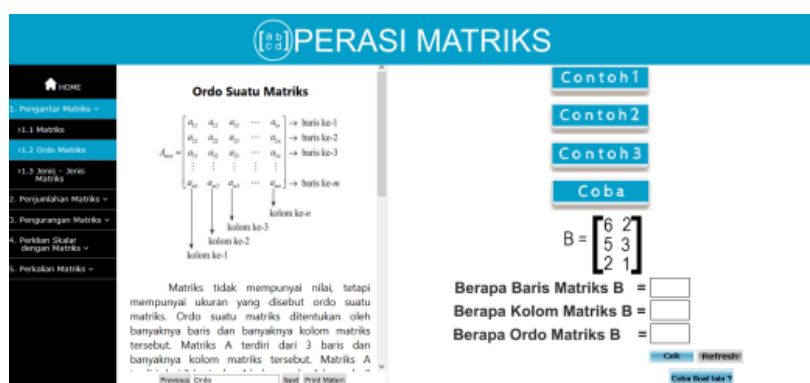 [a b c d]PERASI MATRIKS
HOME
1. Pengantar Matriks
›1.1 Matriks
›1.2 Ordo Matriks
›1.3 Jenis - Jenis
Matriks
2. Penjumlahan Matriks
3. Pengurangan Matriks
4. Perklian Skalar
dengan Matriks
5. Perkalian Matriks
Ordo Suatu Matriks
→ baris ke-1
→ baris ke-2
→ baris ke-3
→ baris ke-m
kolom ke-n
kolom ke-3
kolom ke-2
kolom ke-1
Matriks tidak mempunyai nilai, tetapi
mempunyai ukuran yang disebut ordo suatu
matriks. Ordo suatu matriks ditentukan oleh
banyaknya baris dan banyaknya kolom matriks
tersebut. Matriks A terdiri dari 3 baris dan
banyaknya kolom matriks tersebut. Matriks A
Previous Ordo Next Print Materi
Contoh1
Contoh2
Contoh3
Coba
6 2
B = 5 3
2 1
Berapa Baris Matriks B =
Berapa Kolom Matriks B =
Berapa Ordo Matriks B =
Cek Refresh
Coba Soal lain ?